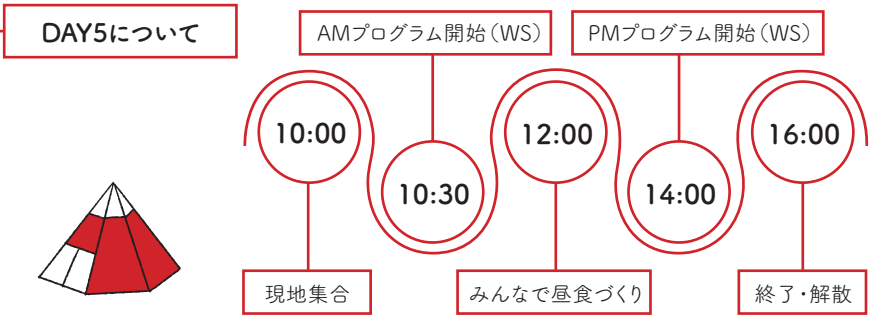 DAY5について
AMプログラム開始（WS）
PMプログラム開始（WS）
10:00
12:00
16:00
10:30
14:00
現地集合
みんなで昼食づくり
終了・解散